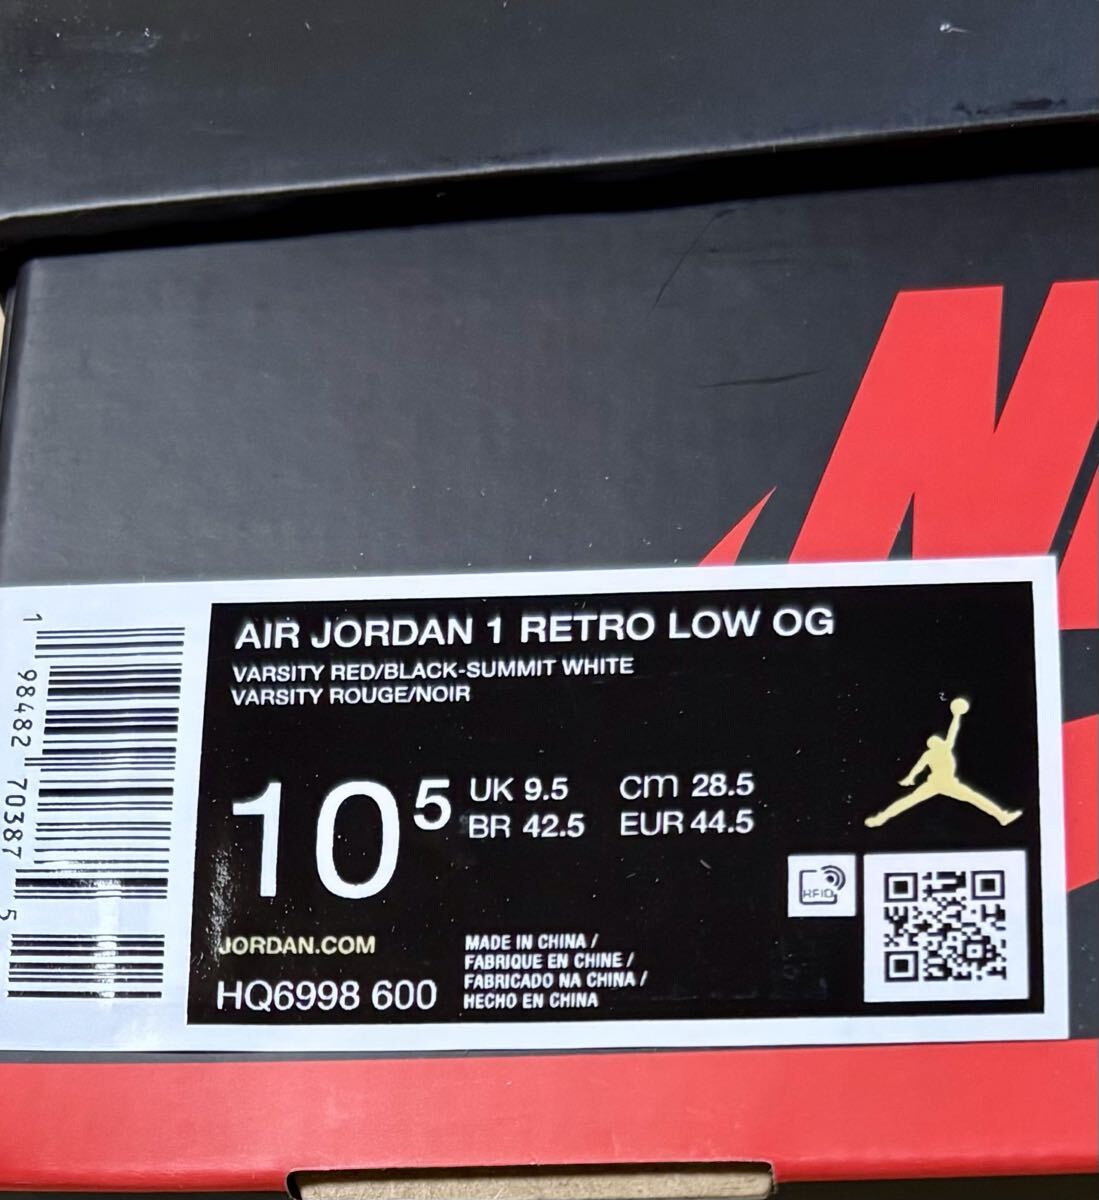 AIR JORDAN 1 RETRO LOW OG
VARSITY RED/BLACK-SUMMIT WHITE
VARSITY ROUGE/NOIR
10⁵
UK 9.5 cm 28.5
BR 42.5 EUR 44.5
RFID
JORDAN.COM
HQ6998 600
MADE IN CHINA /
FABRIQUE EN CHINE /
FABRICADO NA CHINA /
HECHO EN CHINA
1 98482 70387 5